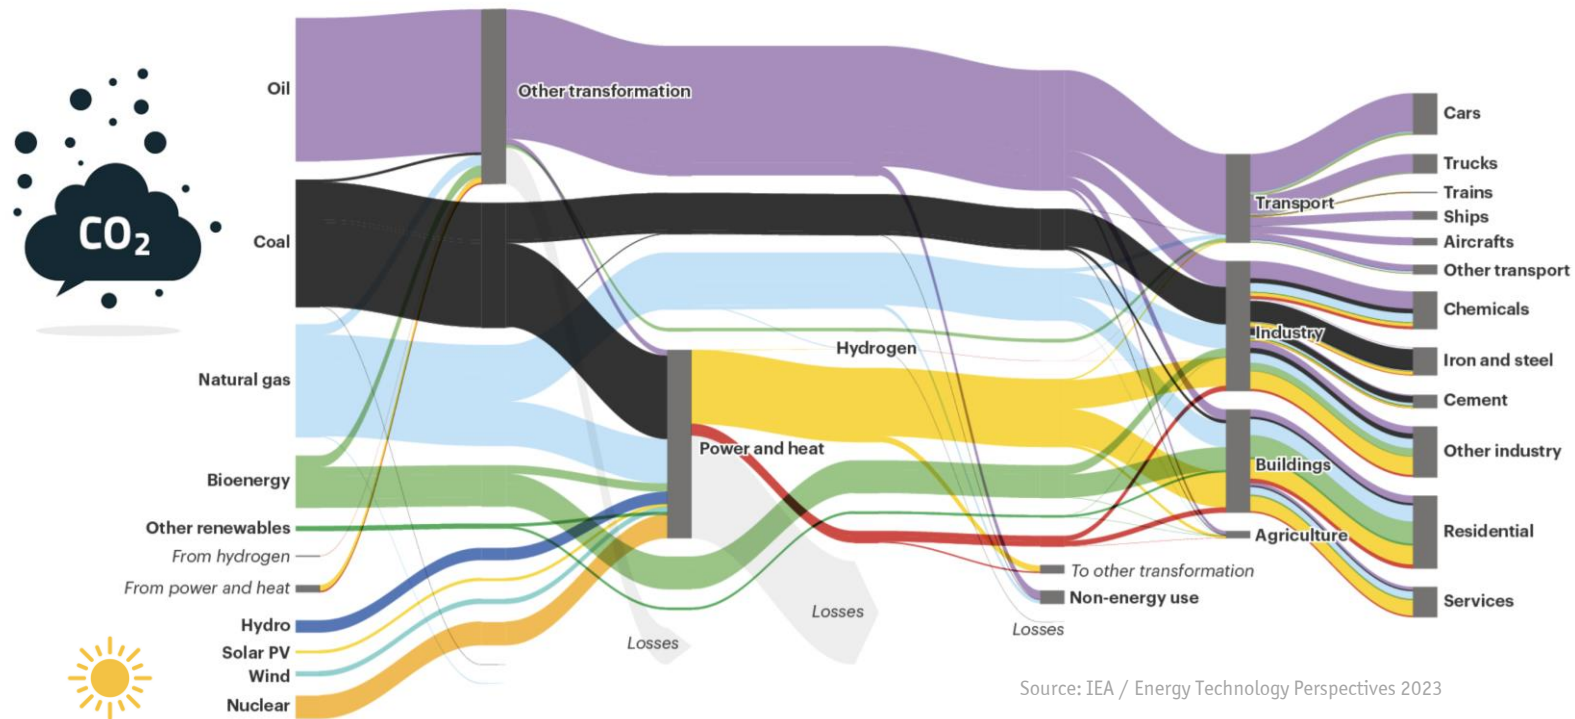 CO2
Oil
Coal
Natural gas
Bioenergy
Other renewables
From hydrogen
From power and heat
Hydro
Solar PV
Wind
Nuclear
Other transformation
Hydrogen
Power and heat
Losses
Losses
Losses
To other transformation
Non-energy use
Transport
Industry
Buildings
Agriculture
Cars
Trucks
Trains
Ships
Aircrafts
Other transport
Chemicals
Iron and steel
Cement
Other industry
Residential
Services
Source: IEA / Energy Technology Perspectives 2023